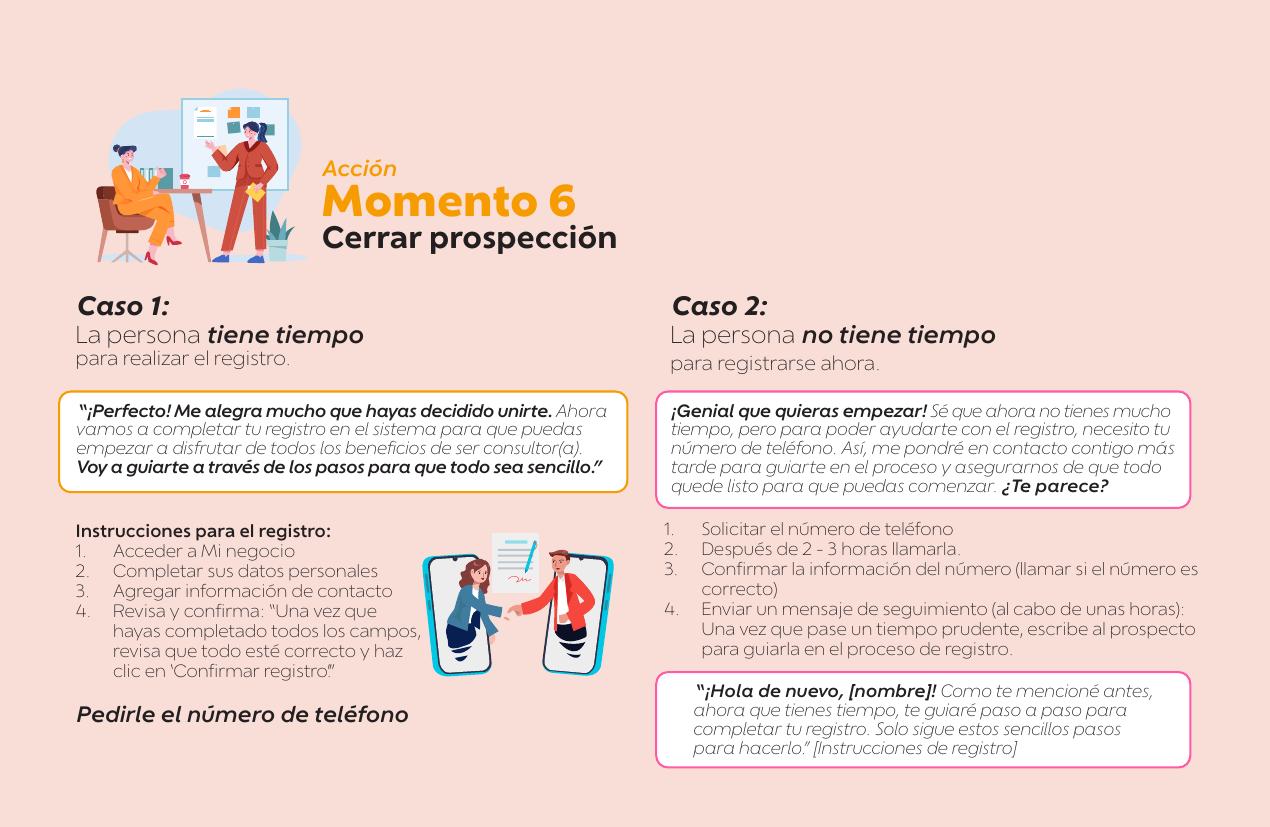 Acción
Momento 6
Cerrar prospección
Caso 1:
La persona tiene tiempo
para realizar el registro.
“¡Perfecto! Me alegra mucho que hayas decidido unirte. Ahora
vamos a completar tu registro en el sistema para que puedas
empezar a disfrutar de todos los beneficios de ser consultor(a).
Voy a guiarte a través de los pasos para que todo sea sencillo.”
Instrucciones para el registro:
1. Acceder a Mi negocio
2. Completar sus datos personales
3. Agregar información de contacto
4. Revisa y confirma: “Una vez que
hayas completado todos los campos,
revisa que todo esté correcto y haz
clic en ‘Confirmar registro’.”
Pedirle el número de teléfono
Caso 2:
La persona no tiene tiempo
para registrarse ahora.
¡Genial que quieras empezar! Sé que ahora no tienes mucho
tiempo, pero para poder ayudarte con el registro, necesito tu
número de teléfono. Así, me pondré en contacto contigo más
tarde para guiarte en el proceso y asegurarnos de que todo
quede listo para que puedas comenzar. ¿Te parece?
1. Solicitar el número de teléfono
2. Después de 2 - 3 horas llamarla.
3. Confirmar la información del número (llamar si el número es
correcto)
4. Enviar un mensaje de seguimiento (al cabo de unas horas):
Una vez que pase un tiempo prudente, escribe al prospecto
para guiarla en el proceso de registro.
“¡Hola de nuevo, [nombre]! Como te mencioné antes,
ahora que tienes tiempo, te guiaré paso a paso para
completar tu registro. Solo sigue estos sencillos pasos
para hacerlo.” [Instrucciones de registro]